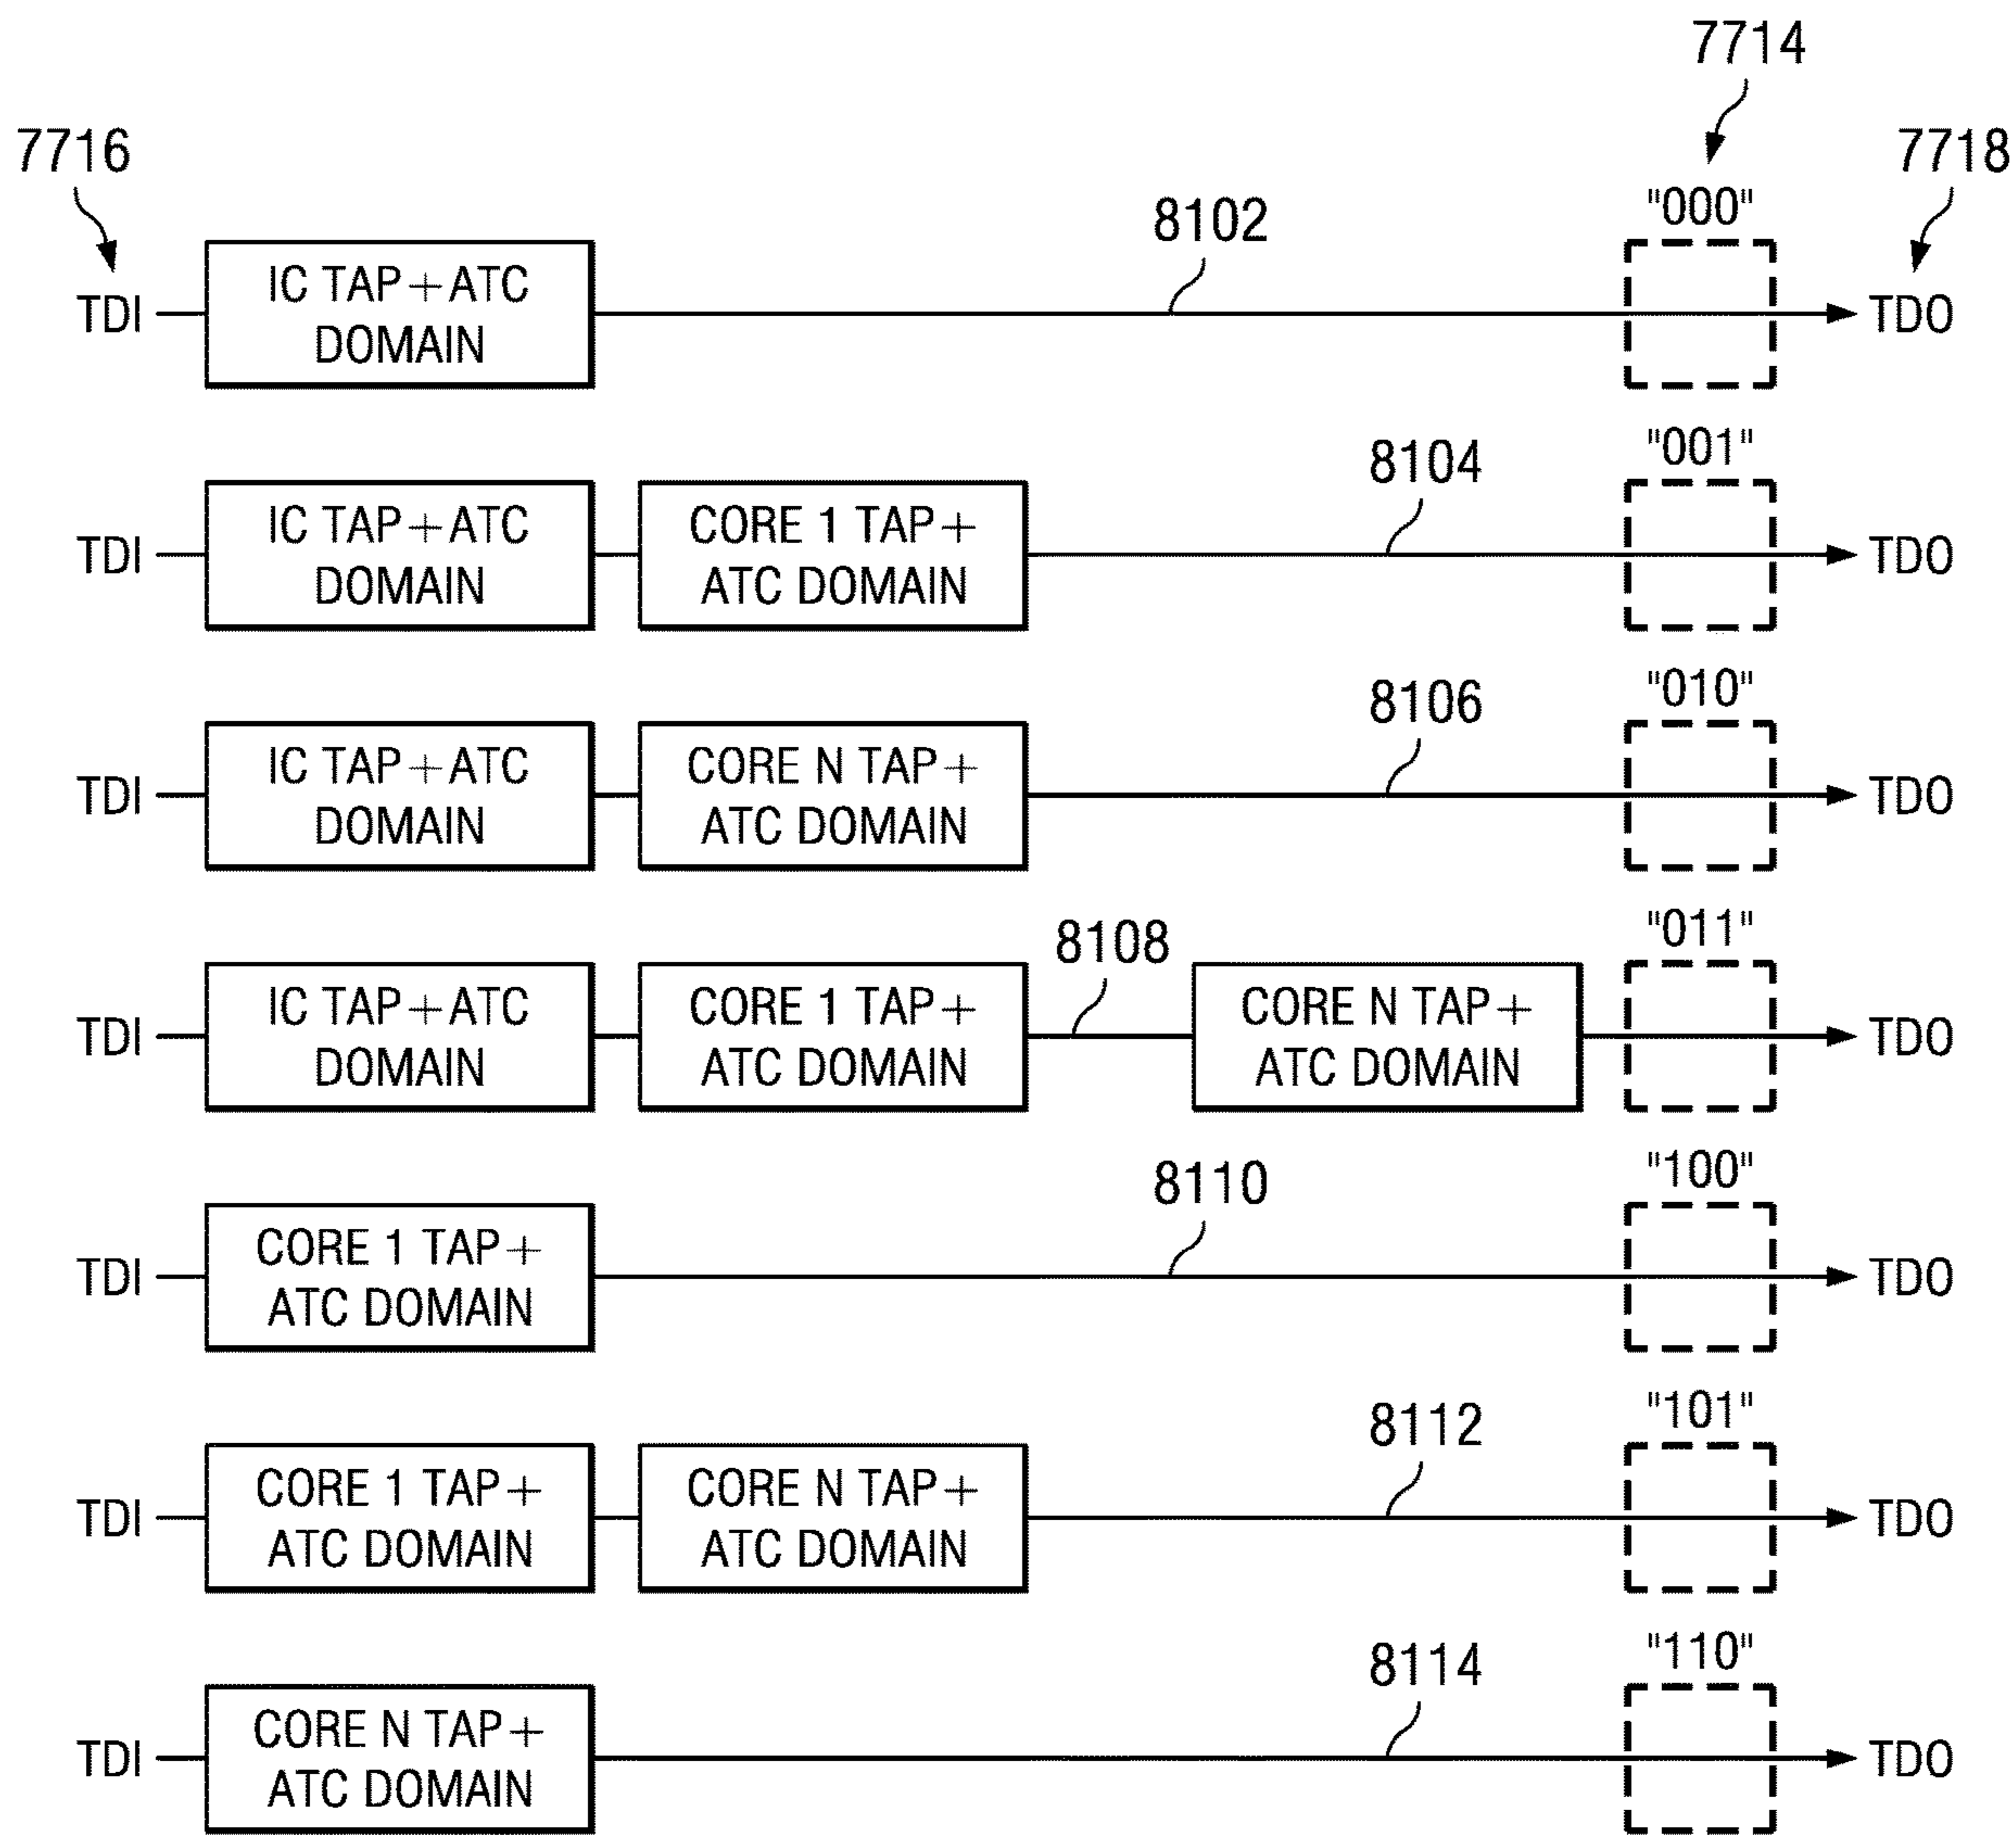 7714
7716
7718
"000"
8102
IC TAP+ATC
DOMAIN
TDI
TDO
"001"
8104
IC TAP+ATC
DOMAIN
CORE 1 TAP+
ATC DOMAIN
TDI
TDO
"010"
8106
IC TAP+ATC
DOMAIN
CORE N TAP+
ATC DOMAIN
TDI
TDO
"011"
8108
IC TAP+ATC
DOMAIN
CORE 1 TAP+
ATC DOMAIN
CORE N TAP+
ATC DOMAIN
TDI
TDO
"100"
8110
CORE 1 TAP+
ATC DOMAIN
TDI
TDO
"101"
8112
CORE 1 TAP+
ATC DOMAIN
CORE N TAP+
ATC DOMAIN
TDI
TDO
"110"
8114
CORE N TAP+
ATC DOMAIN
TDI
TDO